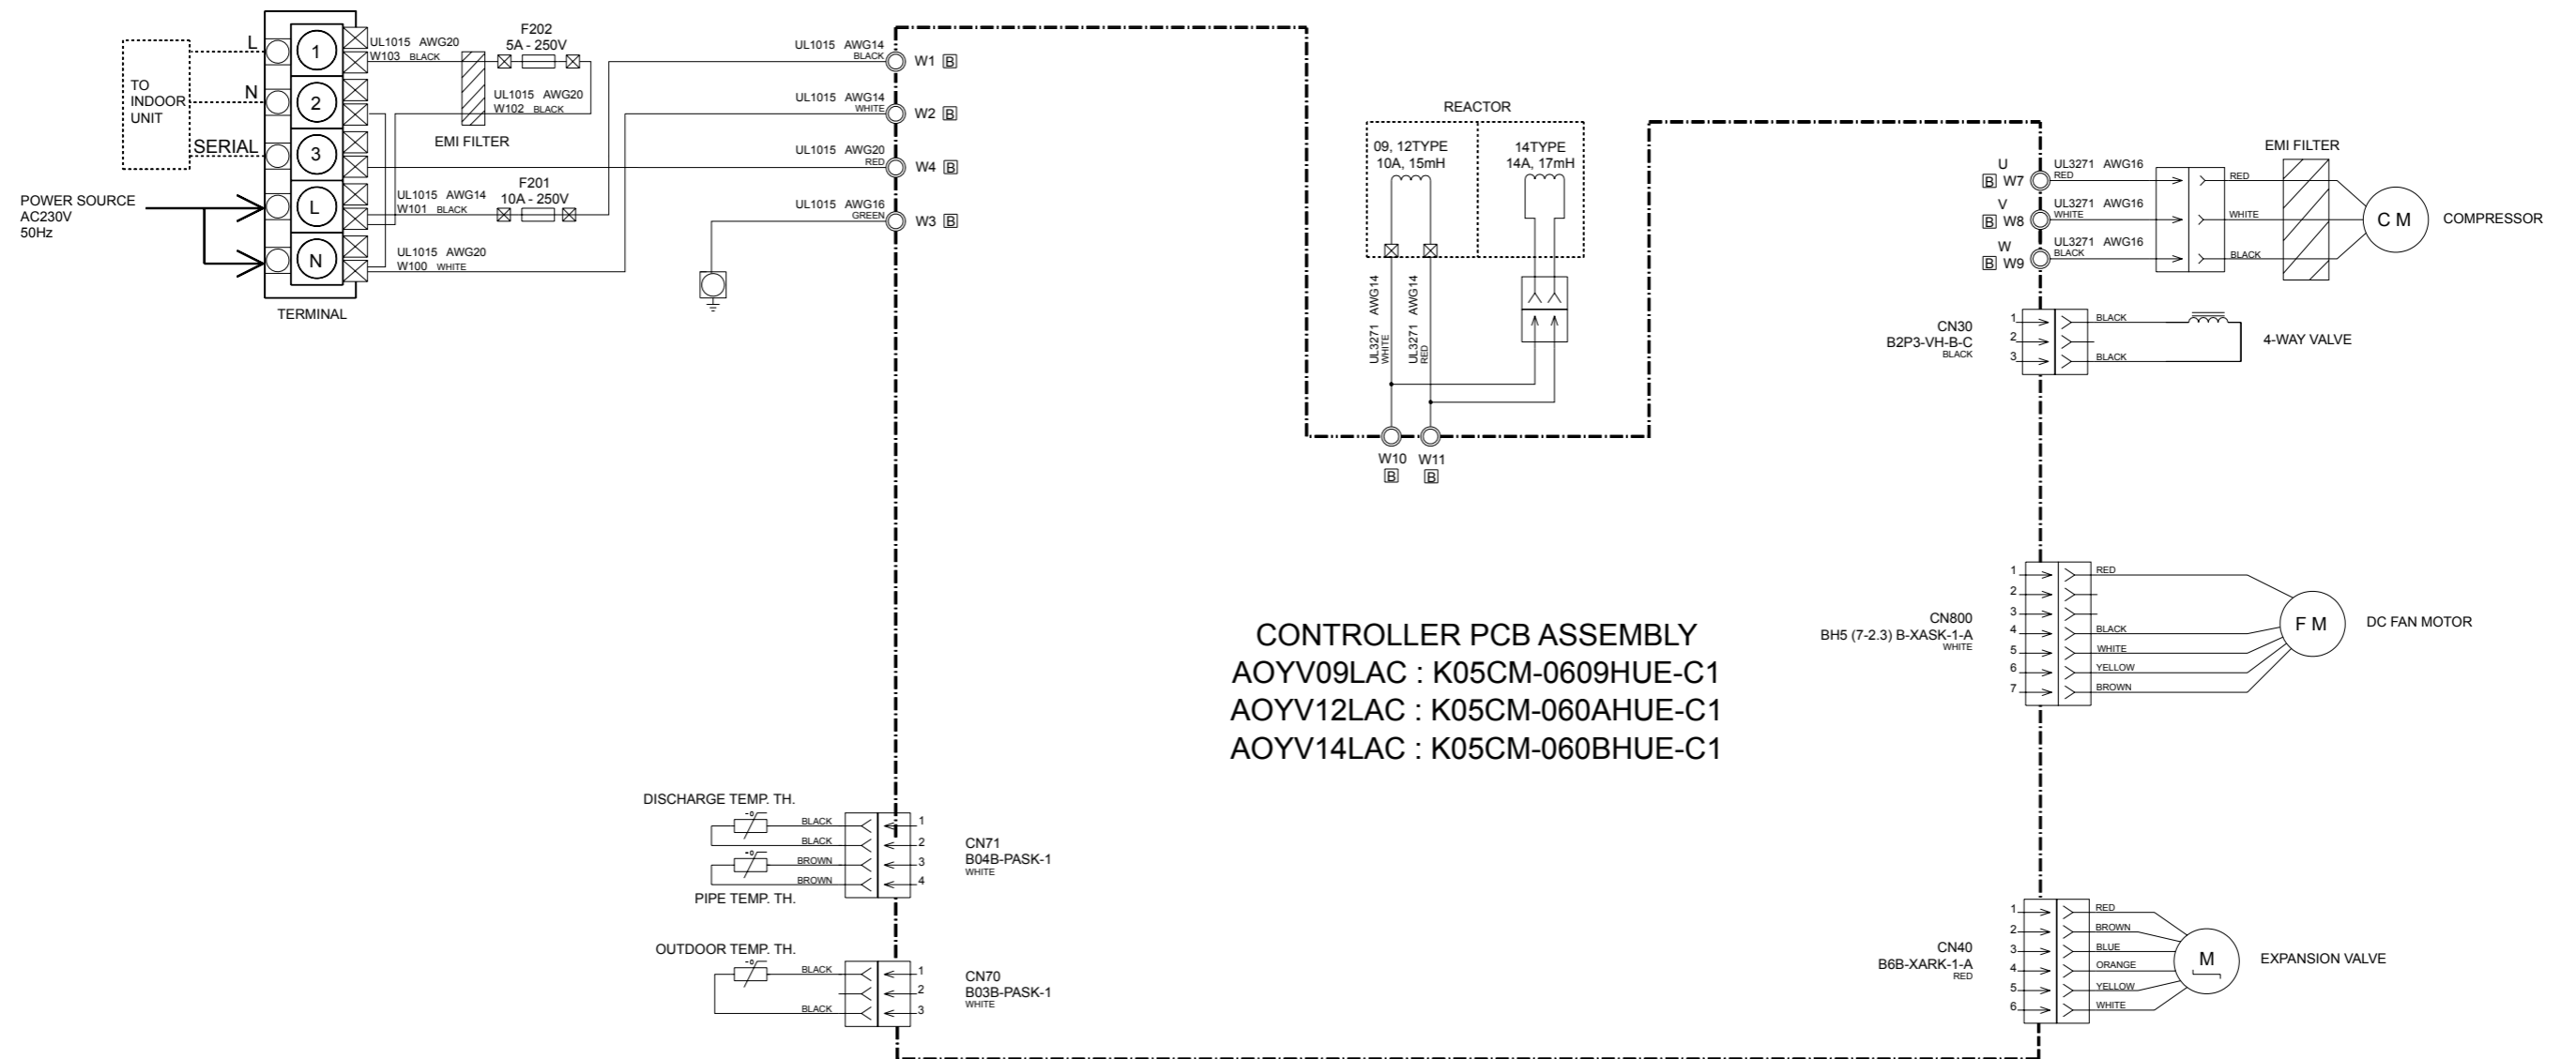 TO
INDOOR
UNIT
L
N
SERIAL
POWER SOURCE
AC230V
50Hz
1
2
3
L
N
TERMINAL
UL1015 AWG20
W103 BLACK
F202
5A - 250V
UL1015 AWG20
W102 BLACK
EMI FILTER
F201
10A - 250V
UL1015 AWG14
W101 BLACK
UL1015 AWG20
W100 WHITE
UL1015 AWG14
BLACK
W1 B
UL1015 AWG14
WHITE
W2 B
UL1015 AWG20
RED
W4 B
UL1015 AWG16
GREEN
W3 B
REACTOR
09, 12TYPE
10A, 15mH
14TYPE
14A, 17mH
UL3271 AWG14
WHITE
UL3271 AWG14
RED
W10
B
W11
B
EMI FILTER
U
B W7
UL3271 AWG16
RED
RED
V
B W8
UL3271 AWG16
WHITE
WHITE
W
B W9
UL3271 AWG16
BLACK
BLACK
C M
COMPRESSOR
CN30
B2P3-VH-B-C
BLACK
1
2
3
BLACK
BLACK
4-WAY VALVE
CONTROLLER PCB ASSEMBLY
AOYV09LAC : K05CM-0609HUE-C1
AOYV12LAC : K05CM-060AHUE-C1
AOYV14LAC : K05CM-060BHUE-C1
CN800
BH5 (7-2.3) B-XASK-1-A
WHITE
1
2
3
4
5
6
7
RED
BLACK
WHITE
YELLOW
BROWN
F M
DC FAN MOTOR
DISCHARGE TEMP. TH.
BLACK
BLACK
BROWN
BROWN
PIPE TEMP. TH.
1
2
3
4
CN71
B04B-PASK-1
WHITE
OUTDOOR TEMP. TH.
BLACK
BLACK
1
2
3
CN70
B03B-PASK-1
WHITE
CN40
B6B-XARK-1-A
RED
1
2
3
4
5
6
RED
BROWN
BLUE
ORANGE
YELLOW
WHITE
M
EXPANSION VALVE